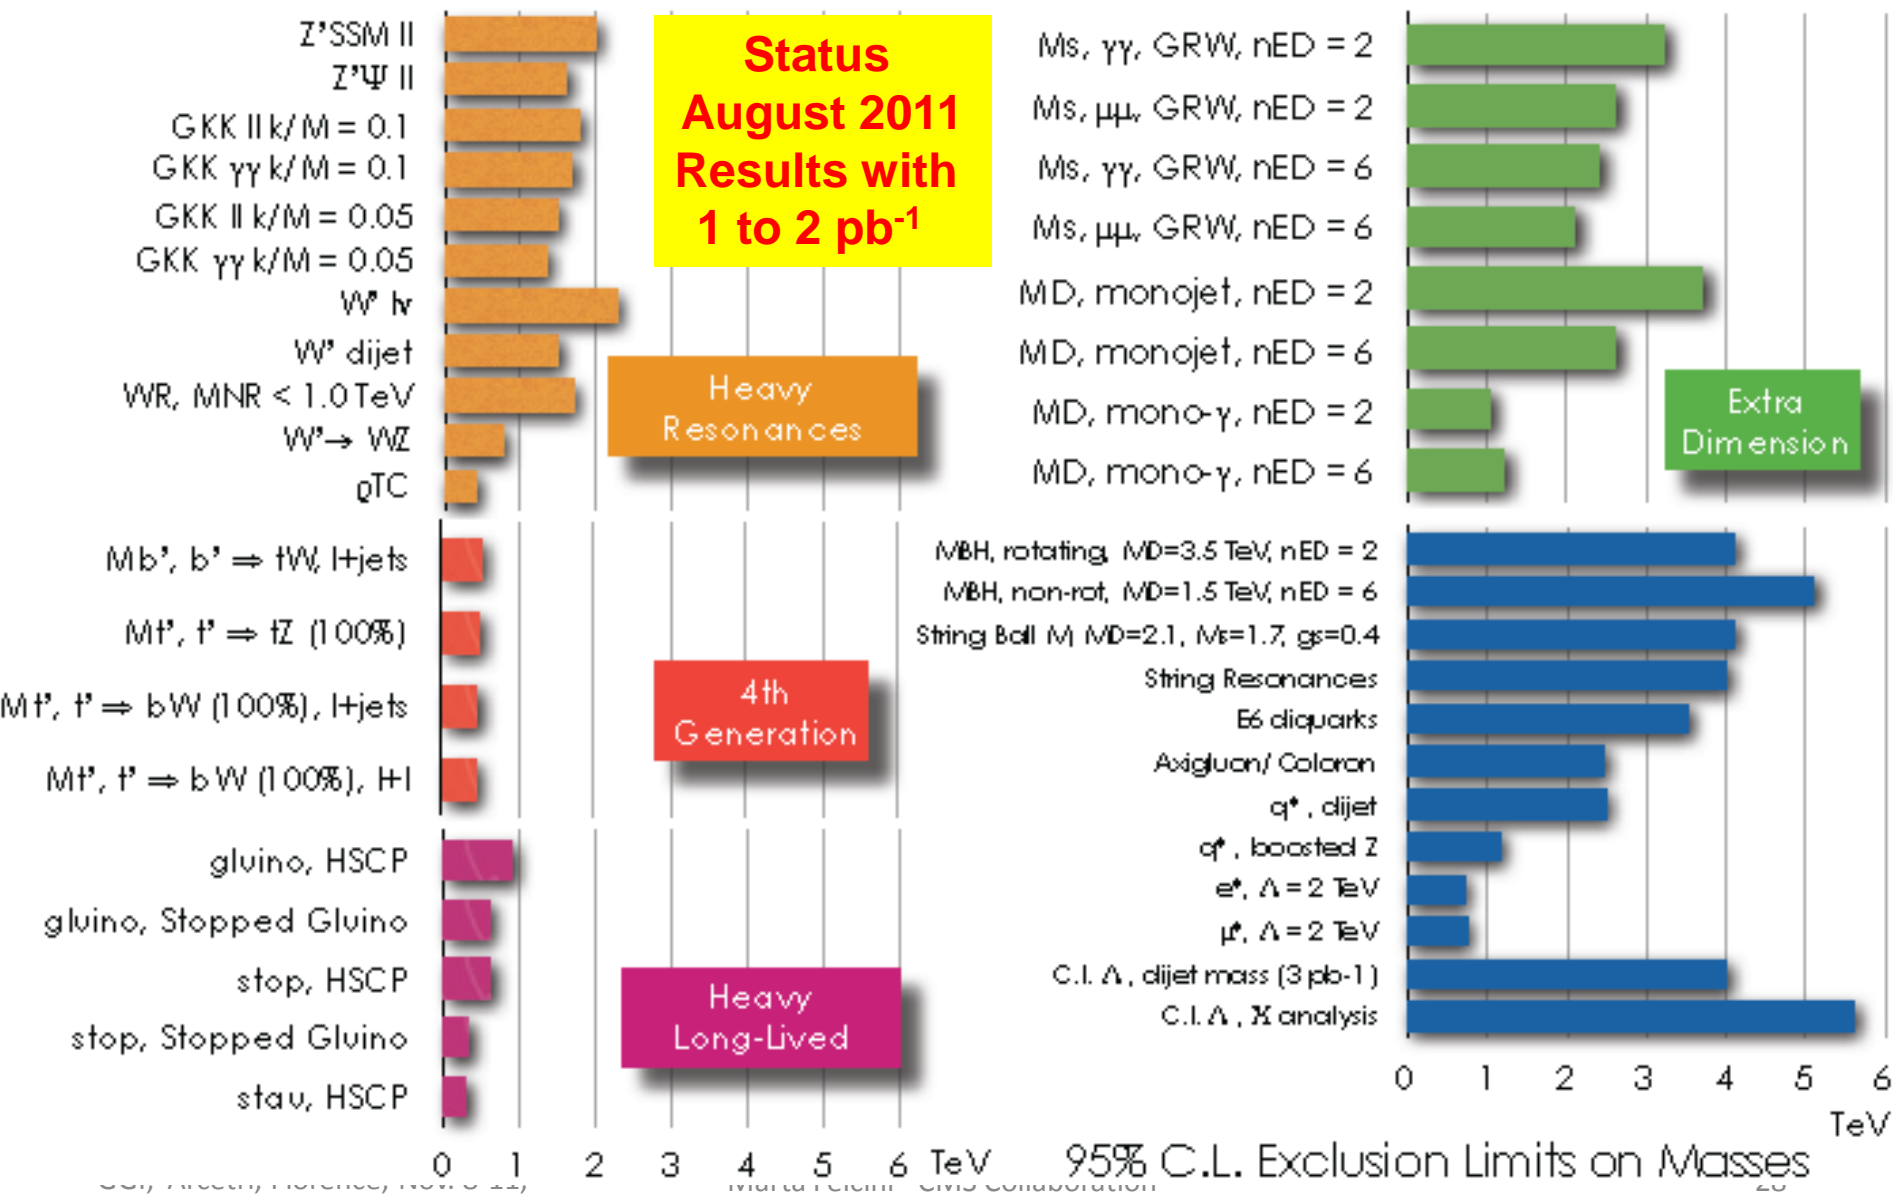 Z'SSM ll
Z'Ψ ll
GKK ll k/M = 0.1
GKK γγ k/M = 0.1
GKK ll k/M = 0.05
GKK γγ k/M = 0.05
W' lν
W' dijet
WR, MNR < 1.0 TeV
W'→ WZ
ρTC
Status
August 2011
Results with
1 to 2 pb-1
Heavy
Resonances
Mb', b' ⇒ tW, l+jets
Mt', t' ⇒ tZ (100%)
Mt', t' ⇒ bW (100%), l+jets
Mt', t' ⇒ bW (100%), l+l
4th
Generation
gluino, HSCP
gluino, Stopped Gluino
stop, HSCP
stop, Stopped Gluino
stau, HSCP
Heavy
Long-Lived
0 1 2 3 4 5 6 TeV
Ms, γγ, GRW, nED = 2
Ms, μμ, GRW, nED = 2
Ms, γγ, GRW, nED = 6
Ms, μμ, GRW, nED = 6
MD, monojet, nED = 2
MD, monojet, nED = 6
MD, mono-γ, nED = 2
MD, mono-γ, nED = 6
Extra
Dimension
MBH, rotating, MD=3.5 TeV, nED = 2
MBH, non-rot, MD=1.5 TeV, nED = 6
String Ball M, MD=2.1, Ms=1.7, gs=0.4
String Resonances
E6 diquarks
Axigluon/ Coloron
q* , dijet
q* , boosted Z
e*, Λ = 2 TeV
μ*, Λ = 2 TeV
C.I. Λ , dijet mass (3 pb-1)
C.I. Λ , X analysis
0 1 2 3 4 5 6
TeV
95% C.L. Exclusion Limits on Masses
Collaboration